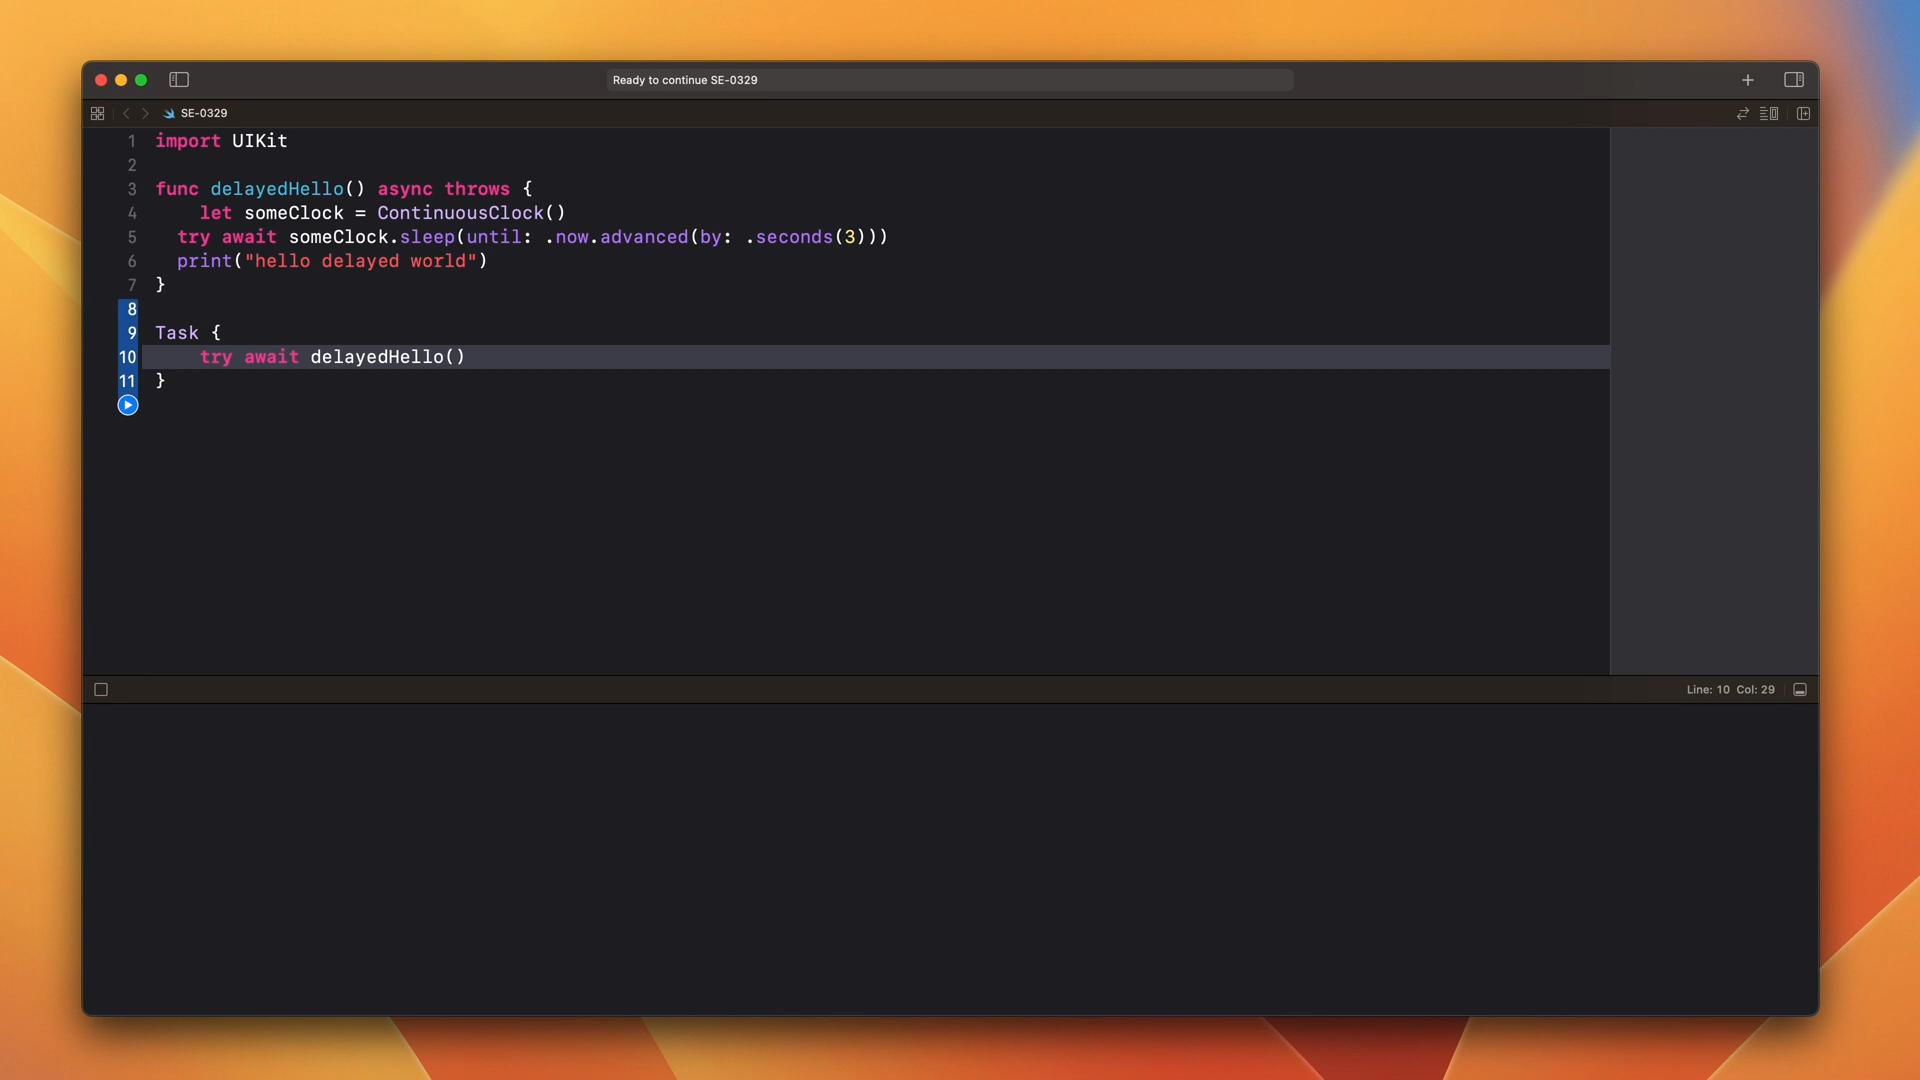 Ready to continue SE-0329
SE-0329
1 import UIKit
2
3 func delayedHello() async throws {
4     let someClock = ContinuousClock()
5   try await someClock.sleep(until: .now.advanced(by: .seconds(3)))
6   print("hello delayed world")
7 }
8
9 Task {
10     try await delayedHello()
11 }
Line: 10 Col: 29